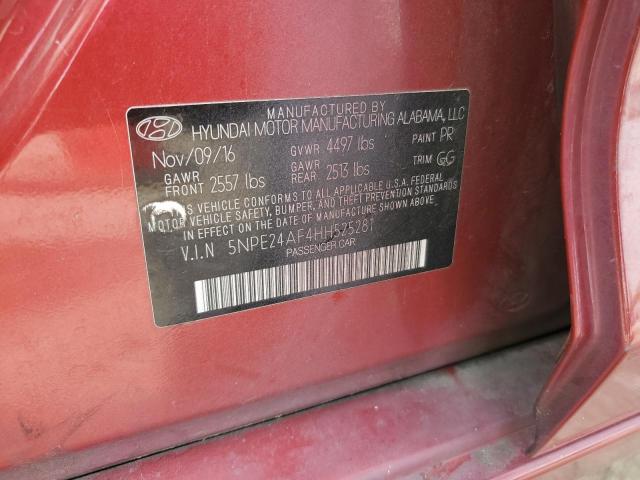 MANUFACTURED BY
HYUNDAI MOTOR MANUFACTURING ALABAMA, LLC
Nov/09/16 GVWR 4497 lbs PAINT PR
GAWR FRONT 2557 lbs GAWR REAR 2513 lbs TRIM GG
VEHICLE CONFORMS TO ALL APPLICABLE U.S.A. FEDERAL
MOTOR VEHICLE SAFETY, BUMPER, AND THEFT PREVENTION STANDARDS
IN EFFECT ON THE DATE OF MANUFACTURE SHOWN ABOVE.
V.I.N 5NPE24AF4HH525281
PASSENGER CAR